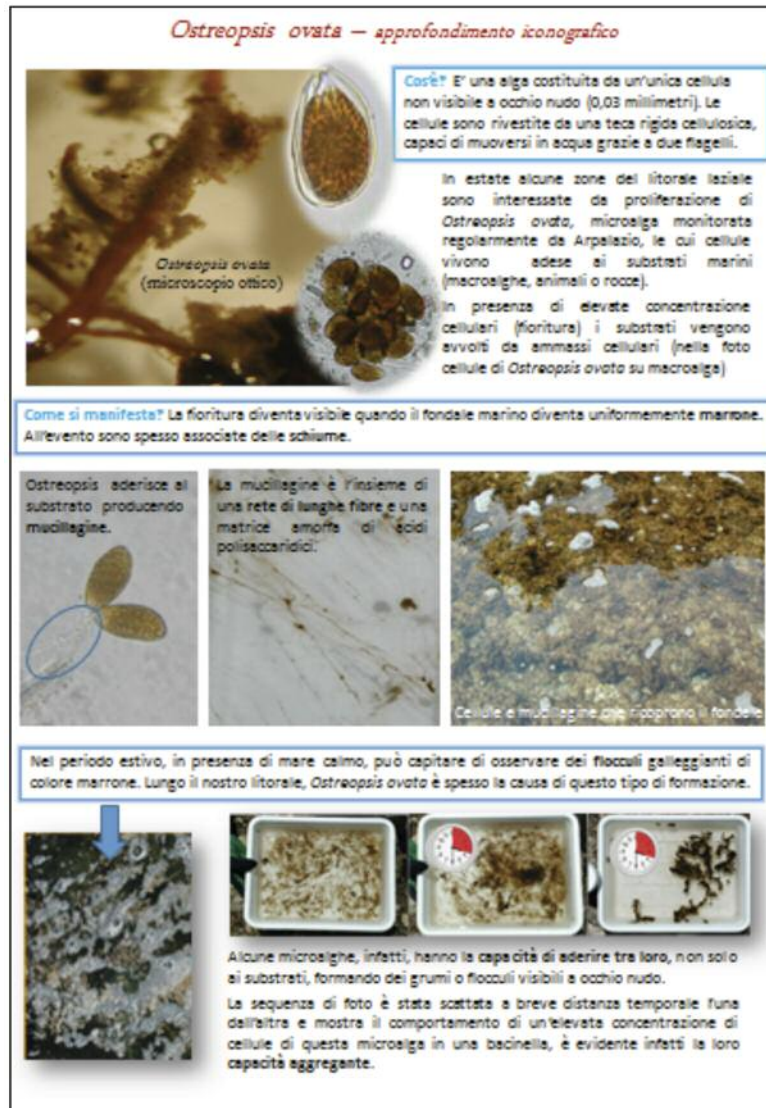 Ostreopsis ovata – approfondimento iconografico
Cos'è? E' una alga costituita da un'unica cellula
non visibile a occhio nudo (0,03 millimetri). Le
cellule sono rivestite da una teca rigida cellulosica,
capaci di muoversi in acqua grazie a due flagelli.
In estate alcune zone del litorale laziale
sono interessate da proliferazione di
Ostreopsis ovata, microalga monitorata
regolarmente da Arpalazio, le cui cellule
vivono adese ai substrati marini
(macroalghe, animali o rocce).
In presenza di elevate concentrazione
cellulari (fioritura) i substrati vengono
avvolti da ammassi cellulari (nella foto
cellule di Ostreopsis ovata su macroalga)
Ostreopsis ovata
(microscopio ottico)
Come si manifesta? La fioritura diventa visibile quando il fondale marino diventa uniformemente marrone.
All'evento sono spesso associate delle schiume.
Ostreopsis aderisce al
substrato producendo
mucillagine.
La mucillagine è l'insieme di
una rete di lunghe fibre e una
matrice amorfa di acidi
polisaccaridici.
Cellule e mucillagine che ricoprono il fondale
Nel periodo estivo, in presenza di mare calmo, può capitare di osservare dei flocculi galleggianti di
colore marrone. Lungo il nostro litorale, Ostreopsis ovata è spesso la causa di questo tipo di formazione.
Alcune microalghe, infatti, hanno la capacità di aderire tra loro, non solo
ai substrati, formando dei grumi o flocculi visibili a occhio nudo.
La sequenza di foto è stata scattata a breve distanza temporale l'una
dall'altra e mostra il comportamento di un'elevata concentrazione di
cellule di questa microalga in una bacinella, è evidente infatti la loro
capacità aggregante.